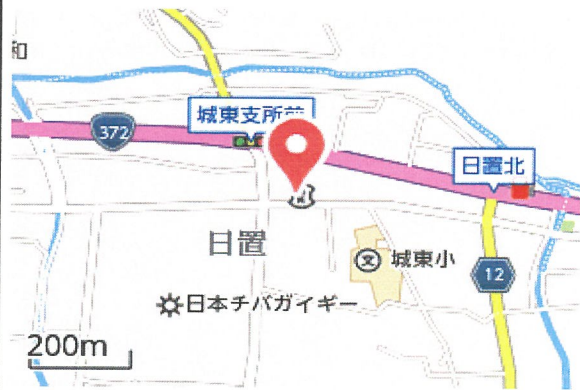 和
372
城東支所前
日置北
日置
城東小
12
日本チバガイギー
200m